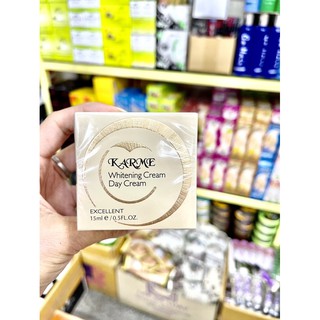 KARME
Whitening Cream
Day Cream
EXCELLENT
15ml e / 0.5FL.OZ.